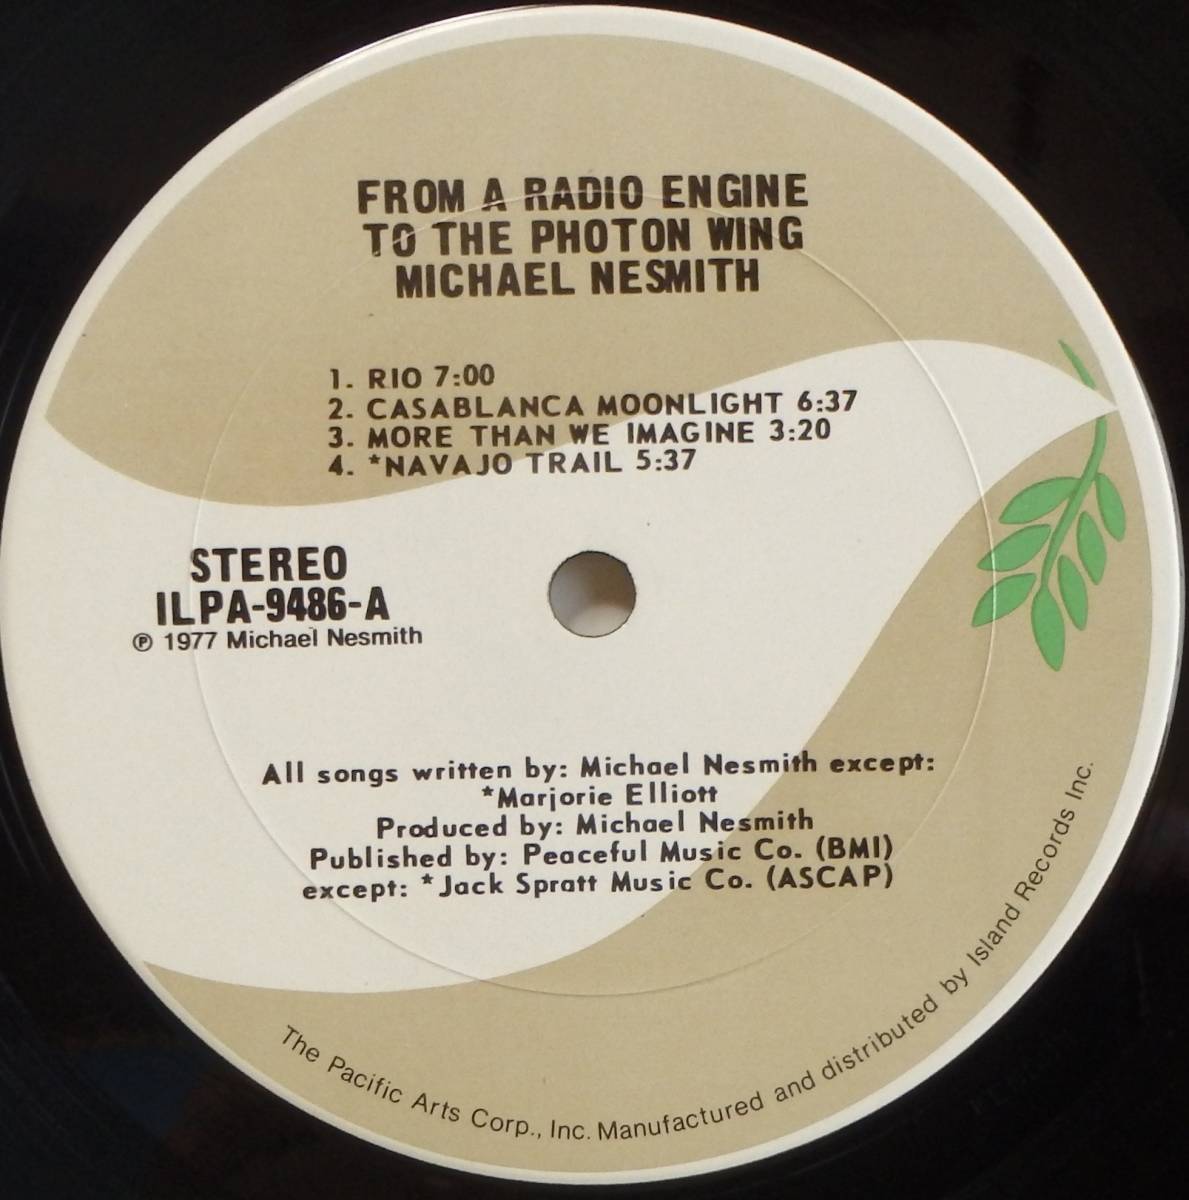 FROM A RADIO ENGINE
TO THE PHOTON WING
MICHAEL NESMITH
1. RIO 7:00
2. CASABLANCA MOONLIGHT 6:37
3. MORE THAN WE IMAGINE 3:20
4. *NAVAJO TRAIL 5:37
STEREO
ILPA-9486-A
℗ 1977 Michael Nesmith
All songs written by: Michael Nesmith except:
*Marjorie Elliott
Produced by: Michael Nesmith
Published by: Peaceful Music Co. (BMI)
except: *Jack Spratt Music Co. (ASCAP)
The Pacific Arts Corp., Inc. Manufactured and distributed by Island Records Inc.